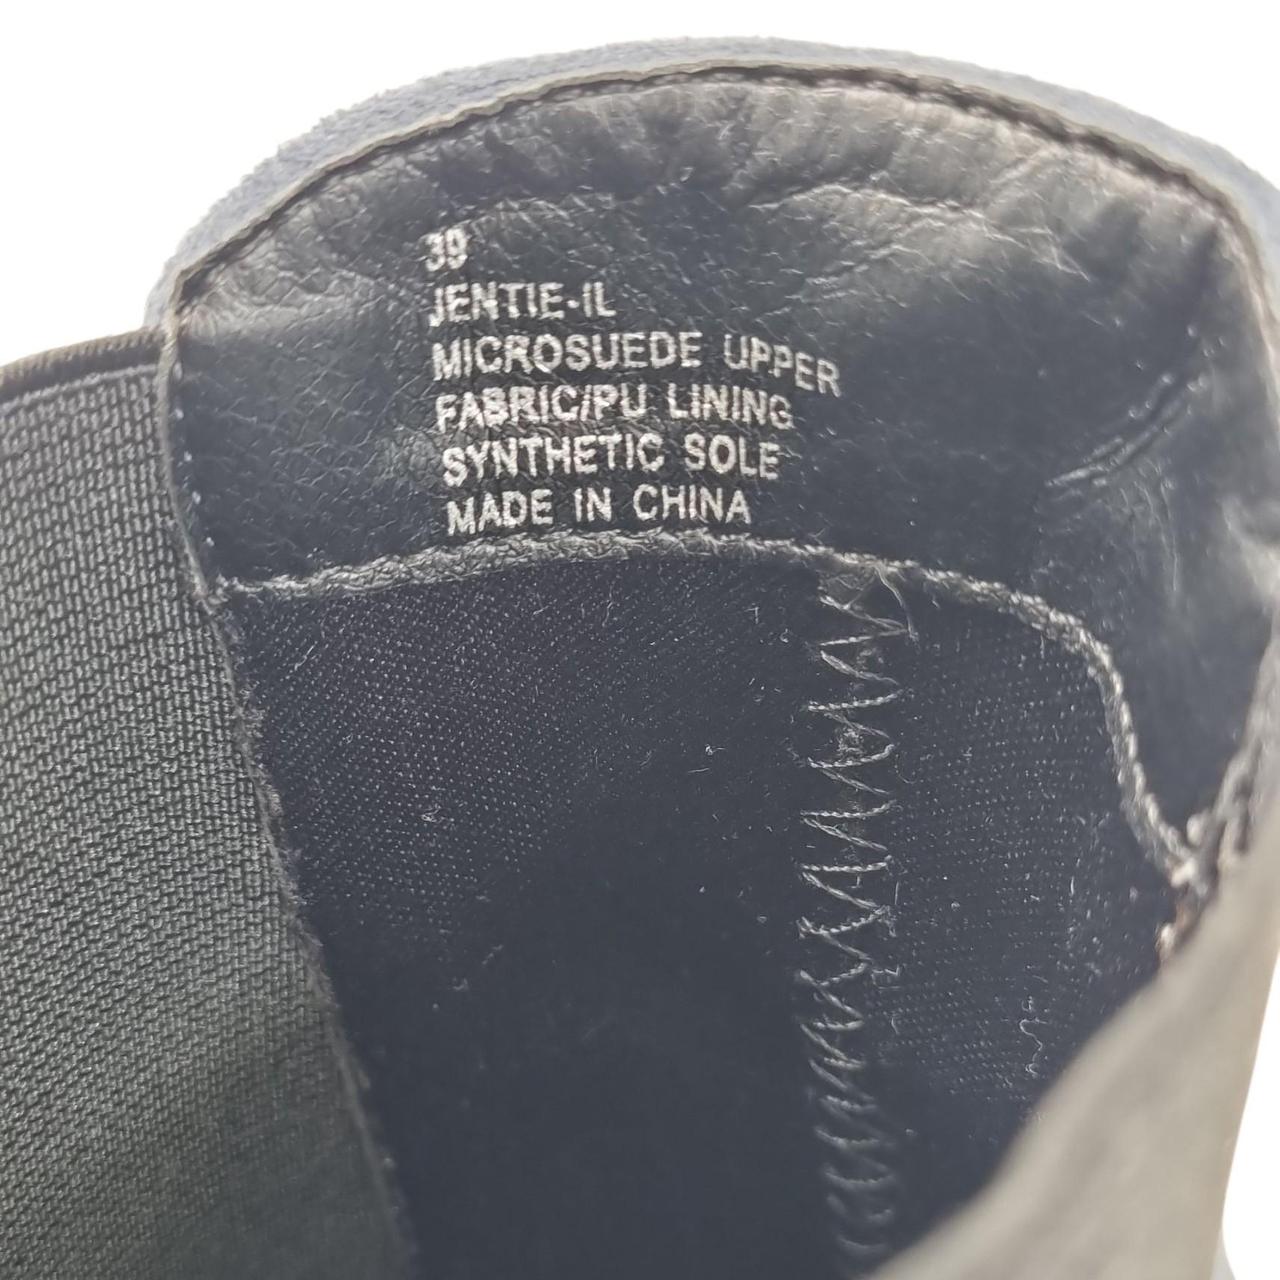 39
JENTIE-IL
MICROSUEDE UPPER
FABRIC/PU LINING
SYNTHETIC SOLE
MADE IN CHINA